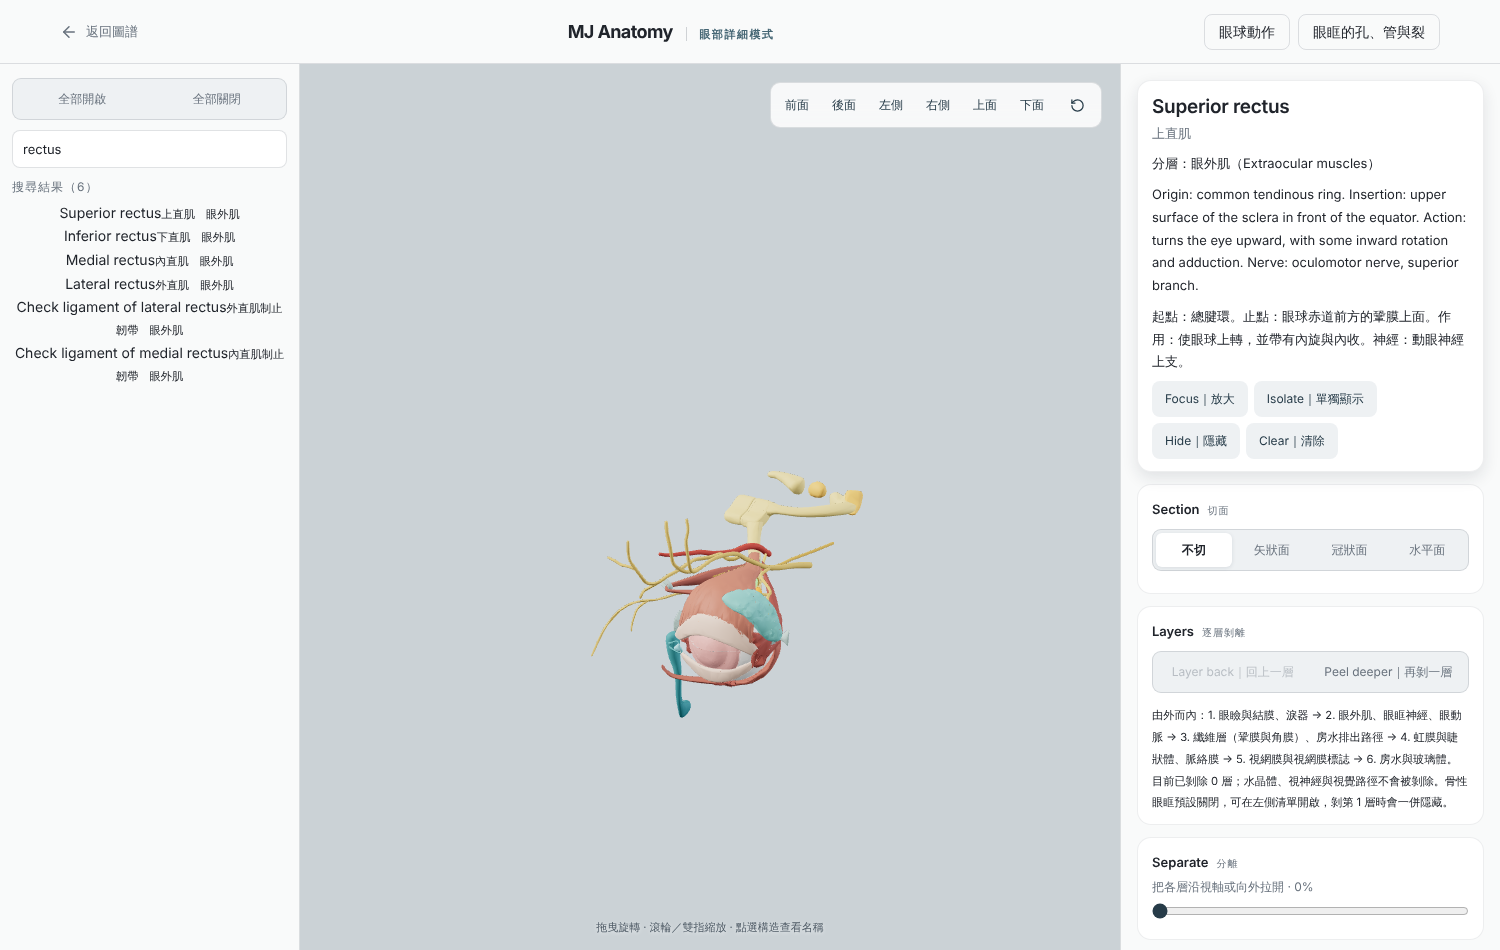 返回圖譜
MJ Anatomy 眼部詳細模式
眼球動作 眼眶的孔、管與裂
全部開啟 全部關閉
rectus
搜尋結果（6）
Superior rectus上直肌 眼外肌
Inferior rectus下直肌 眼外肌
Medial rectus內直肌 眼外肌
Lateral rectus外直肌 眼外肌
Check ligament of lateral rectus外直肌制止
韌帶 眼外肌
Check ligament of medial rectus內直肌制止
韌帶 眼外肌
前面 後面 左側 右側 上面 下面
拖曳旋轉 · 滾輪／雙指縮放 · 點選構造查看名稱
Superior rectus
上直肌
分層：眼外肌（Extraocular muscles）
Origin: common tendinous ring. Insertion: upper
surface of the sclera in front of the equator. Action:
turns the eye upward, with some inward rotation
and adduction. Nerve: oculomotor nerve, superior
branch.
起點：總腱環。止點：眼球赤道前方的鞏膜上面。作
用：使眼球上轉，並帶有內旋與內收。神經：動眼神經
上支。
Focus｜放大 Isolate｜單獨顯示
Hide｜隱藏 Clear｜清除
Section 切面
不切 矢狀面 冠狀面 水平面
Layers 逐層剝離
Layer back｜回上一層 Peel deeper｜再剝一層
由外而內：1. 眼瞼與結膜、淚器 → 2. 眼外肌、眼眶神經、眼動
脈 → 3. 纖維層（鞏膜與角膜）、房水排出路徑 → 4. 虹膜與睫
狀體、脈絡膜 → 5. 視網膜與視網膜標誌 → 6. 房水與玻璃體。
目前已剝除 0 層；水晶體、視神經與視覺路徑不會被剝除。骨性
眼眶預設關閉，可在左側清單開啟，剝第 1 層時會一併隱藏。
Separate 分離
把各層沿視軸或向外拉開 · 0%